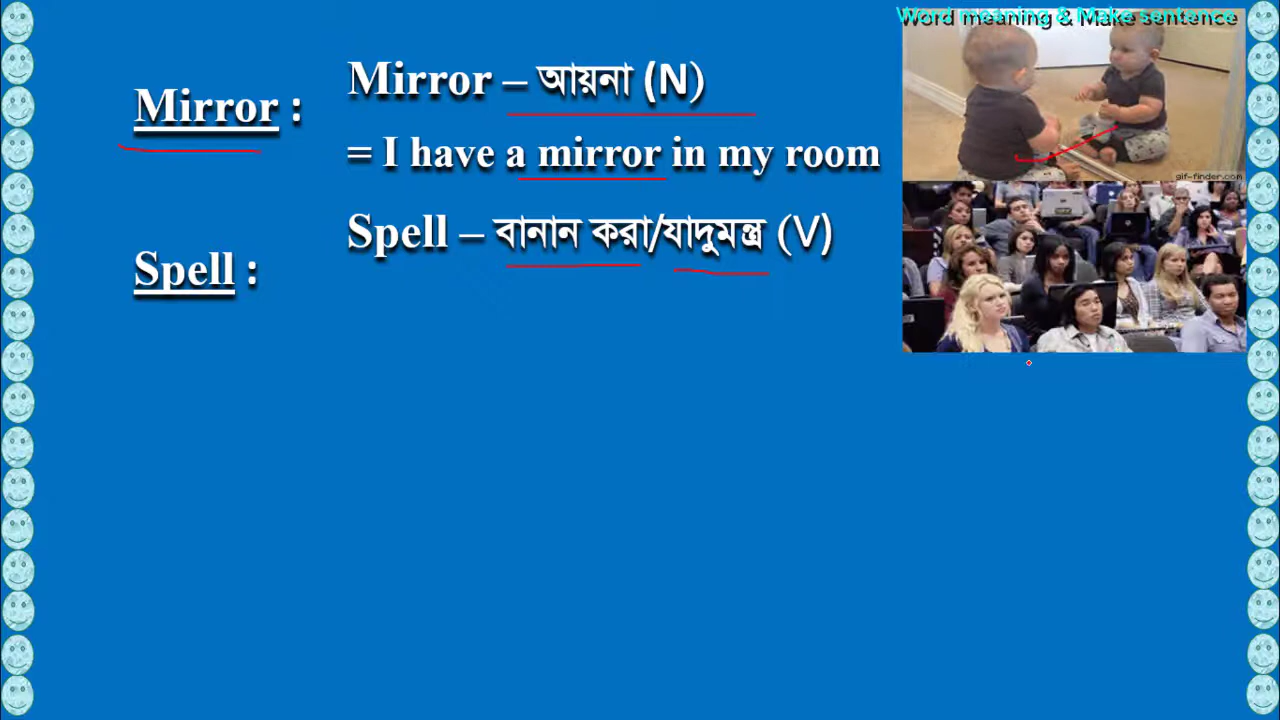 Word meaning & Make sentence
Mirror :
Mirror – আয়না (N)
= I have a mirror in my room
Spell :
Spell – বানান করা/যাদুমন্ত্র (V)
gif-finder.com